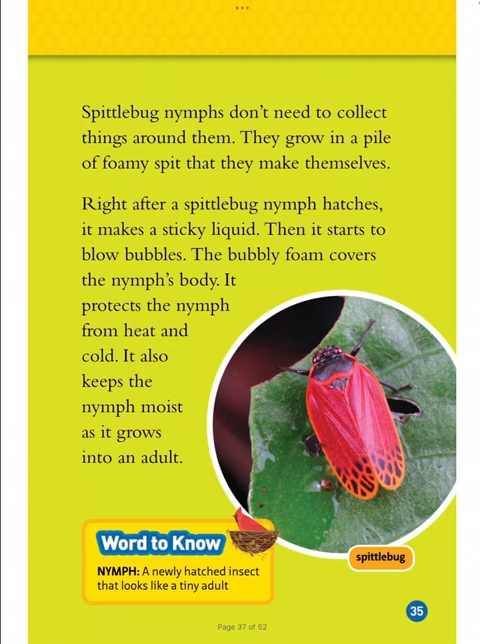 Spittlebug nymphs don’t need to collect
things around them. They grow in a pile
of foamy spit that they make themselves.
Right after a spittlebug nymph hatches,
it makes a sticky liquid. Then it starts to
blow bubbles. The bubbly foam covers
the nymph’s body. It
protects the nymph
from heat and
cold. It also
keeps the
nymph moist
as it grows
into an adult.
spittlebug
Word to Know
NYMPH: A newly hatched insect
that looks like a tiny adult
35
Page 37 of 52